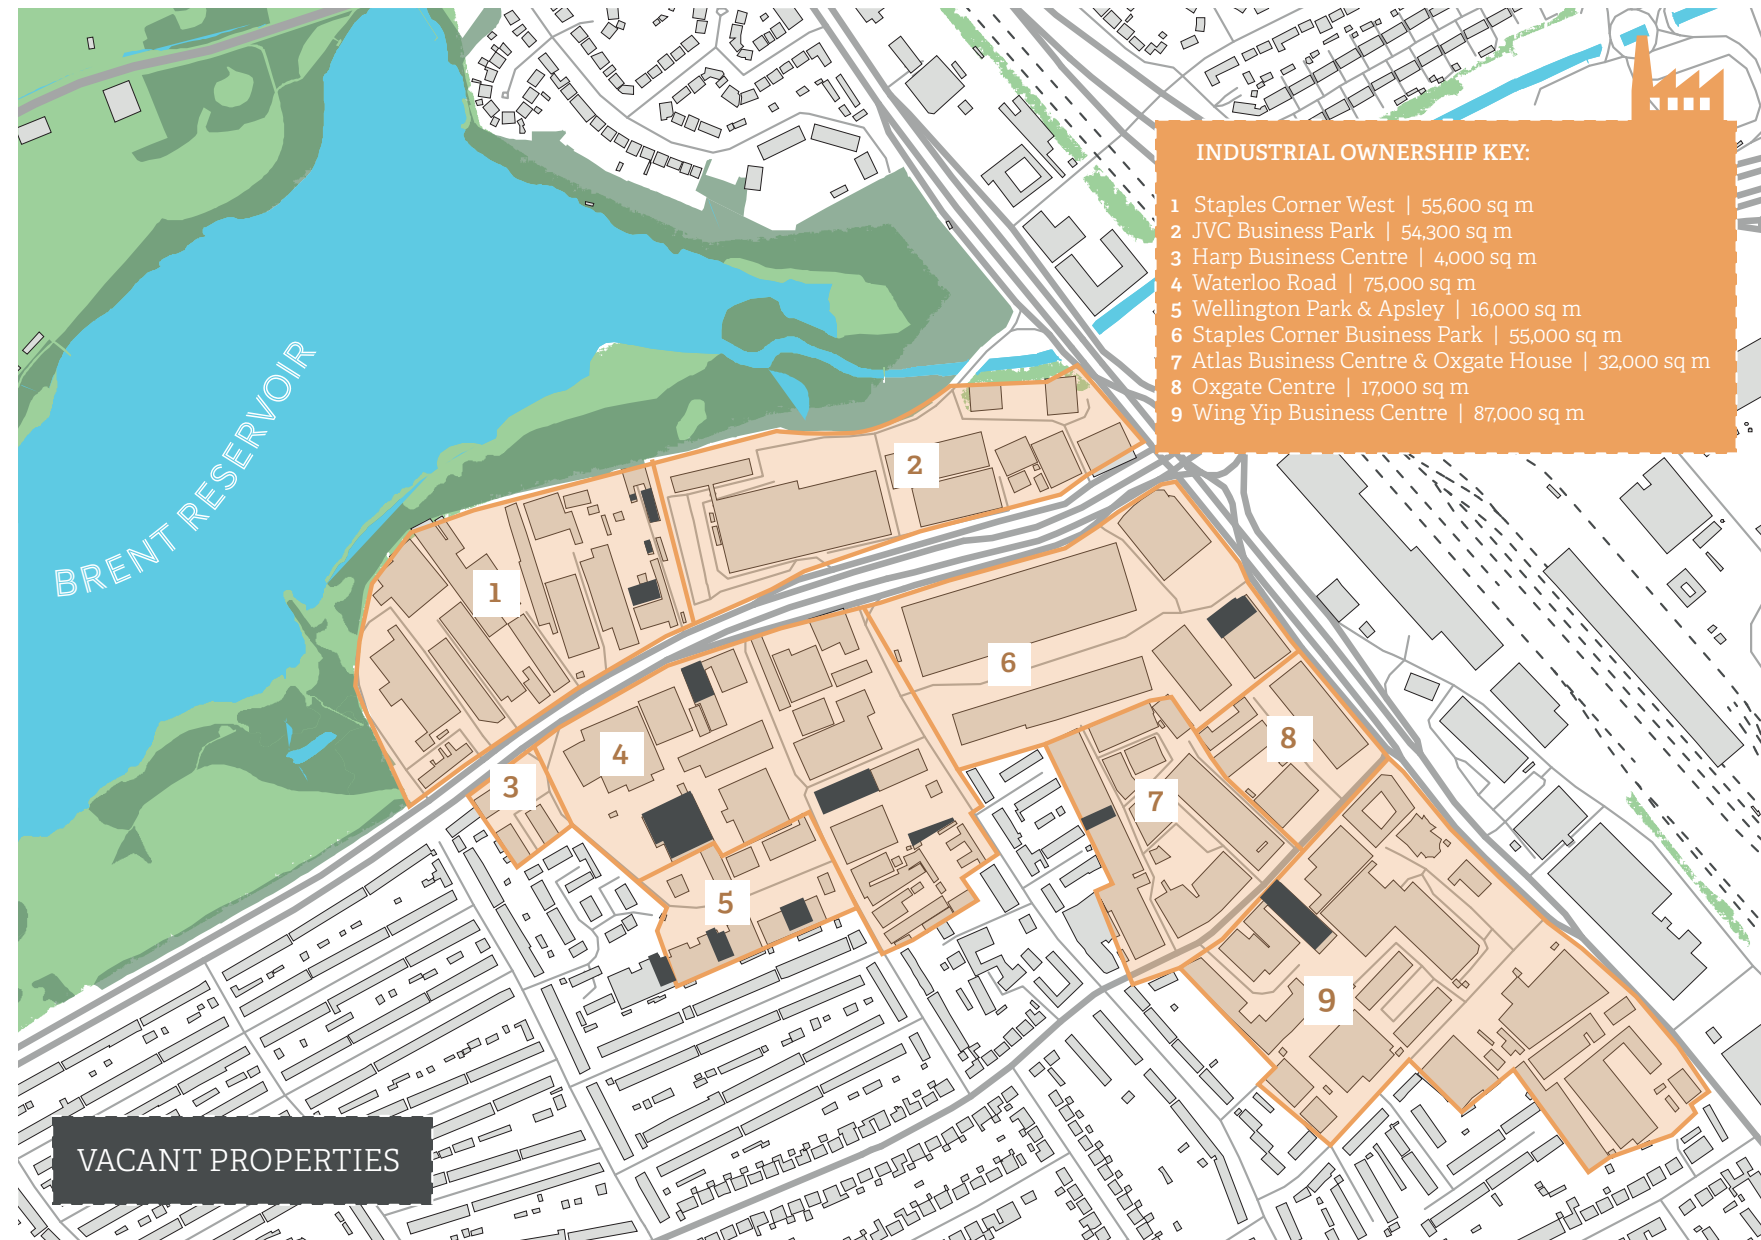 INDUSTRIAL OWNERSHIP KEY:
1 Staples Corner West | 55,600 sq m
2 JVC Business Park | 54,300 sq m
3 Harp Business Centre | 4,000 sq m
4 Waterloo Road | 75,000 sq m
5 Wellington Park & Apsley | 16,000 sq m
6 Staples Corner Business Park | 55,000 sq m
7 Atlas Business Centre & Oxgate House | 32,000 sq m
8 Oxgate Centre | 17,000 sq m
9 Wing Yip Business Centre | 87,000 sq m
BRENT RESERVOIR
2
1
6
4
8
3
7
5
9
VACANT PROPERTIES